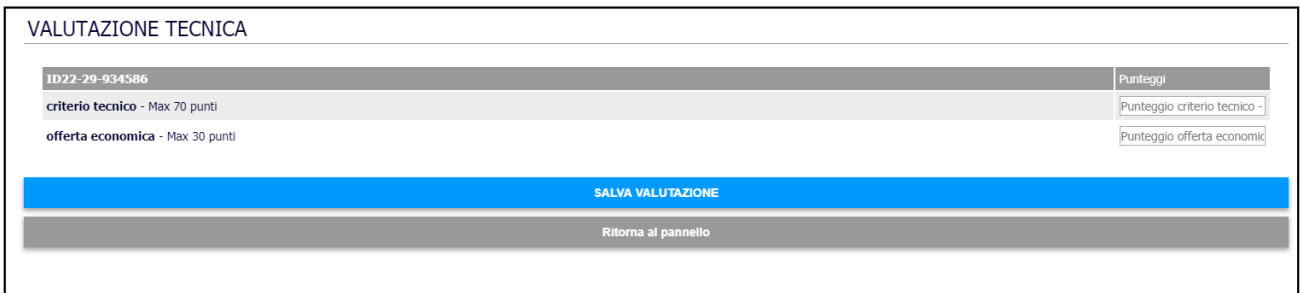 VALUTAZIONE TECNICA
ID22-29-934586 Punteggi
criterio tecnico - Max 70 punti Punteggio criterio tecnico -
offerta economica - Max 30 punti Punteggio offerta economic
SALVA VALUTAZIONE
Ritorna al pannello